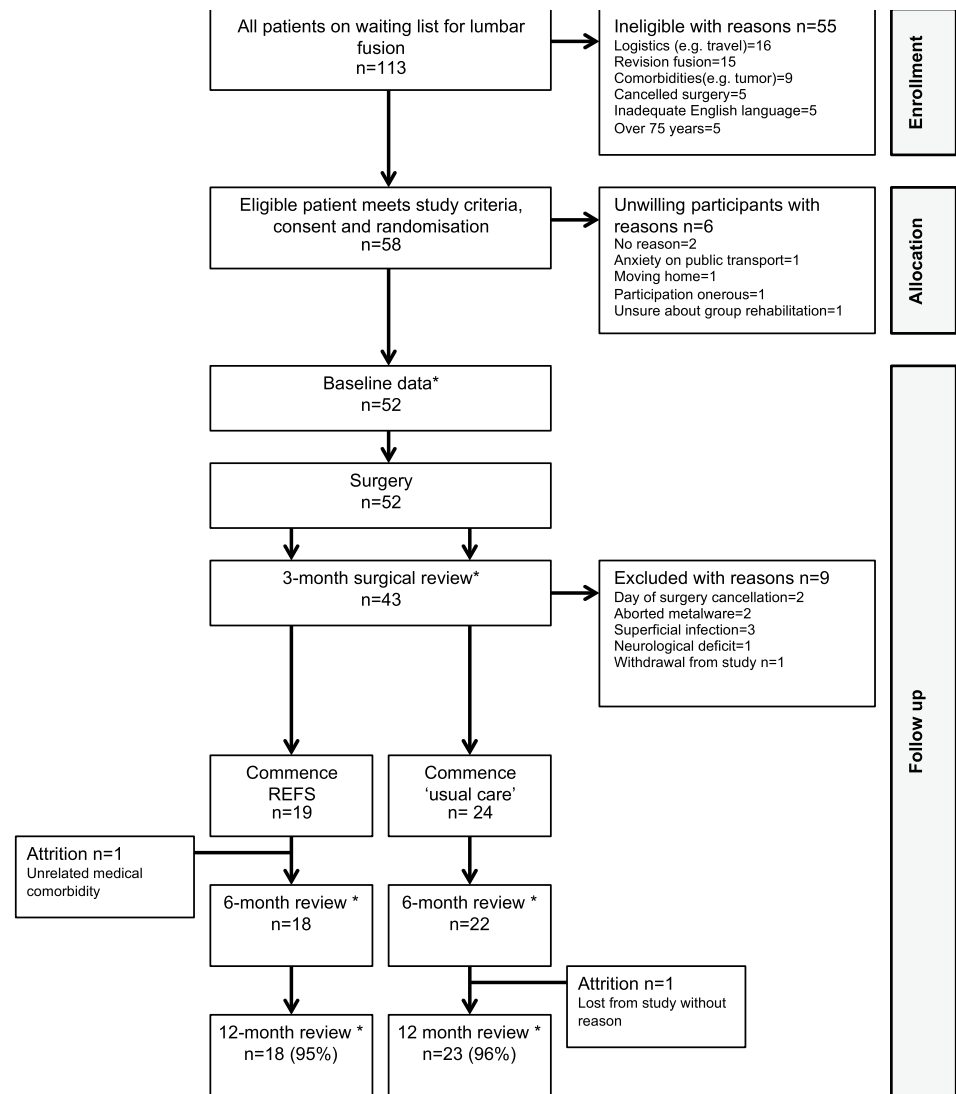 All patients on waiting list for lumbar
fusion
n=113
Ineligible with reasons n=55
Logistics (e.g. travel)=16
Revision fusion=15
Comorbidities(e.g. tumor)=9
Cancelled surgery=5
Inadequate English language=5
Over 75 years=5
Enrollment
Eligible patient meets study criteria,
consent and randomisation
n=58
Unwilling participants with
reasons n=6
No reason=2
Anxiety on public transport=1
Moving home=1
Participation onerous=1
Unsure about group rehabilitation=1
Allocation
Baseline data*
n=52
Surgery
n=52
3-month surgical review*
n=43
Excluded with reasons n=9
Day of surgery cancellation=2
Aborted metalware=2
Superficial infection=3
Neurological deficit=1
Withdrawal from study n=1
Follow up
Commence
REFS
n=19
Commence
‘usual care’
n= 24
Attrition n=1
Unrelated medical
comorbidity
6-month review *
n=18
6-month review *
n=22
Attrition n=1
Lost from study without
reason
12-month review *
n=18 (95%)
12 month review *
n=23 (96%)